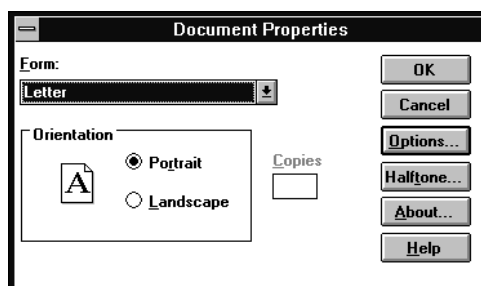 Document Properties
Form:
Letter
Orientation
A
Portrait
Landscape
Copies
OK
Cancel
Options...
Halftone...
About...
Help